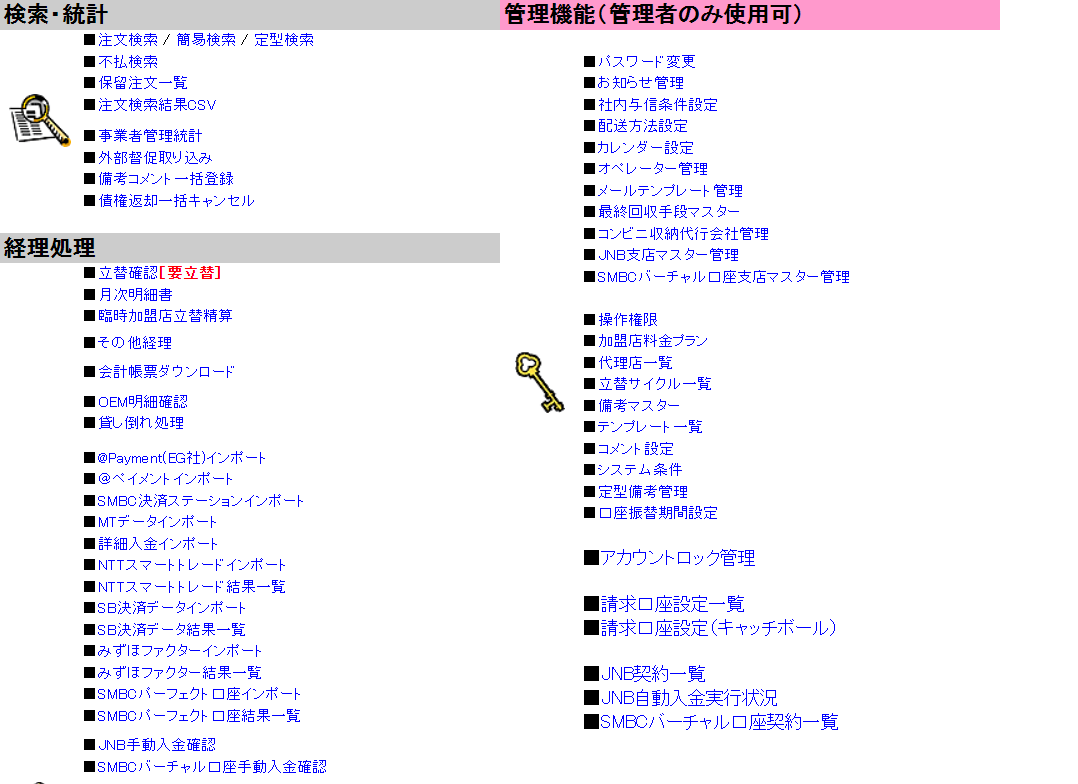 検索・統計
■注文検索 / 簡易検索 / 定型検索
■不払検索
■保留注文一覧
■注文検索結果CSV
■事業者管理統計
■外部督促取り込み
■備考コメント一括登録
■債権返却一括キャンセル
経理処理
■立替確認[要立替]
■月次明細書
■臨時加盟店立替精算
■その他経理
■会計帳票ダウンロード
■OEM明細確認
■貸し倒れ処理
■@Payment(EG社)インポート
■＠ペイメントインポート
■SMBC決済ステーションインポート
■MTデータインポート
■詳細入金インポート
■NTTスマートトレードインポート
■NTTスマートトレード結果一覧
■SB決済データインポート
■SB決済データ結果一覧
■みずほファクターインポート
■みずほファクター結果一覧
■SMBCパーフェクト口座インポート
■SMBCパーフェクト口座結果一覧
■JNB手動入金確認
■SMBCバーチャル口座手動入金確認
管理機能（管理者のみ使用可）
■パスワード変更
■お知らせ管理
■社内与信条件設定
■配送方法設定
■カレンダー設定
■オペレーター管理
■メールテンプレート管理
■最終回収手段マスター
■コンビニ収納代行会社管理
■JNB支店マスター管理
■SMBCバーチャル口座支店マスター管理
■操作権限
■加盟店料金プラン
■代理店一覧
■立替サイクル一覧
■備考マスター
■テンプレート一覧
■コメント設定
■システム条件
■定型備考管理
■口座振替期間設定
■アカウントロック管理
■請求口座設定一覧
■請求口座設定（キャッチボール）
■JNB契約一覧
■JNB自動入金実行状況
■SMBCバーチャル口座契約一覧